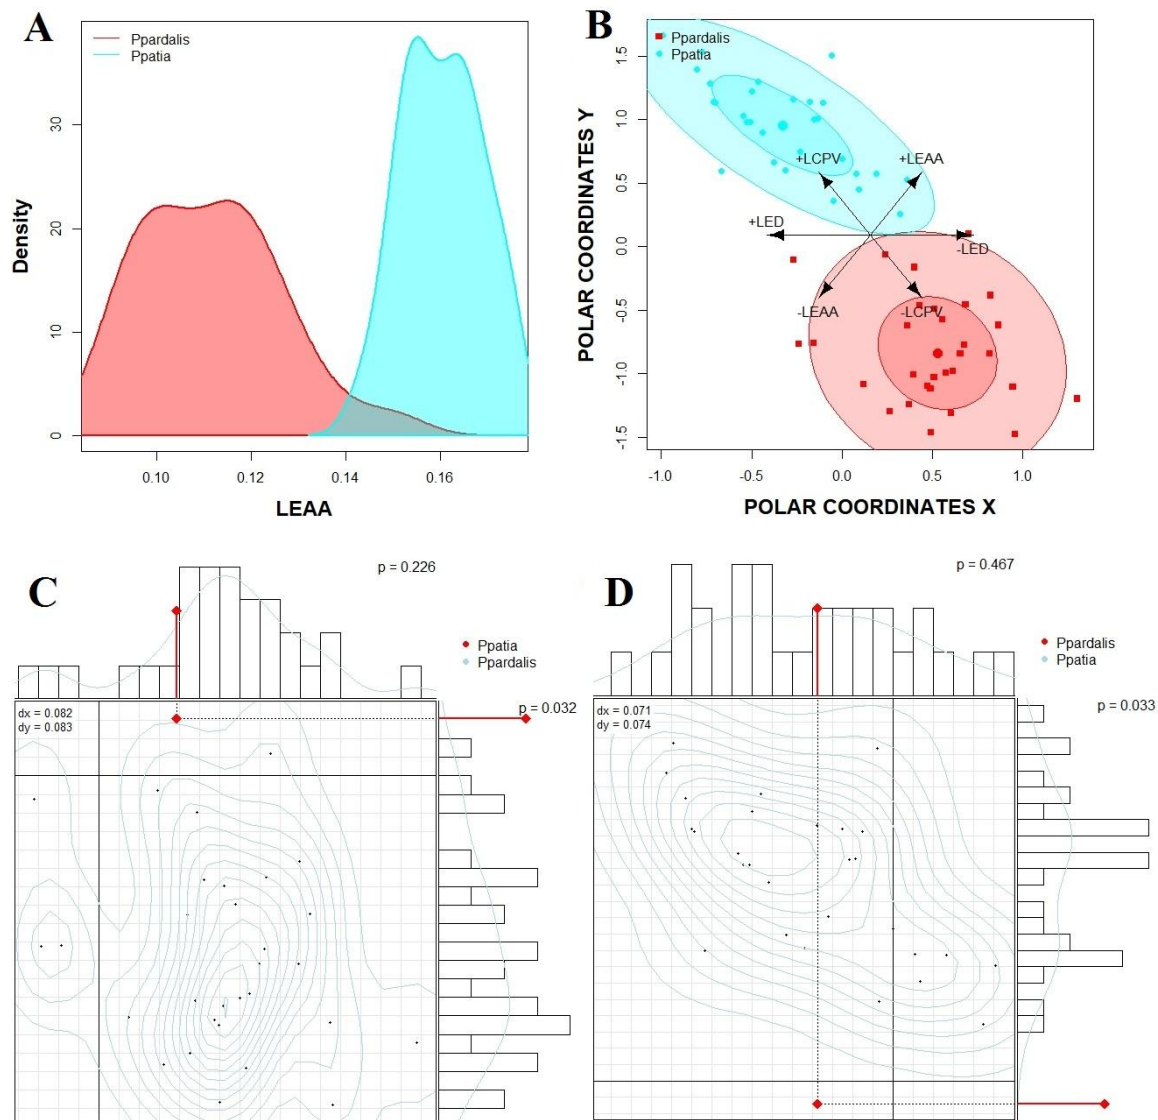 A
Ppardalis
Ppatia
Density
0
10
20
30
0.10
0.12
0.14
0.16
LEAA
B
Ppardalis
Ppatia
POLAR COORDINATES Y
-1.5
-1.0
-0.5
0.0
0.5
1.0
1.5
+LCPV
+LEAA
+LED
-LED
-LEAA
-LCPV
-1.0
-0.5
0.0
0.5
1.0
POLAR COORDINATES X
C
p = 0.226
Ppatia
Ppardalis
dx = 0.082
dy = 0.083
p = 0.032
D
p = 0.467
Ppardalis
Ppatia
dx = 0.071
dy = 0.074
p = 0.033